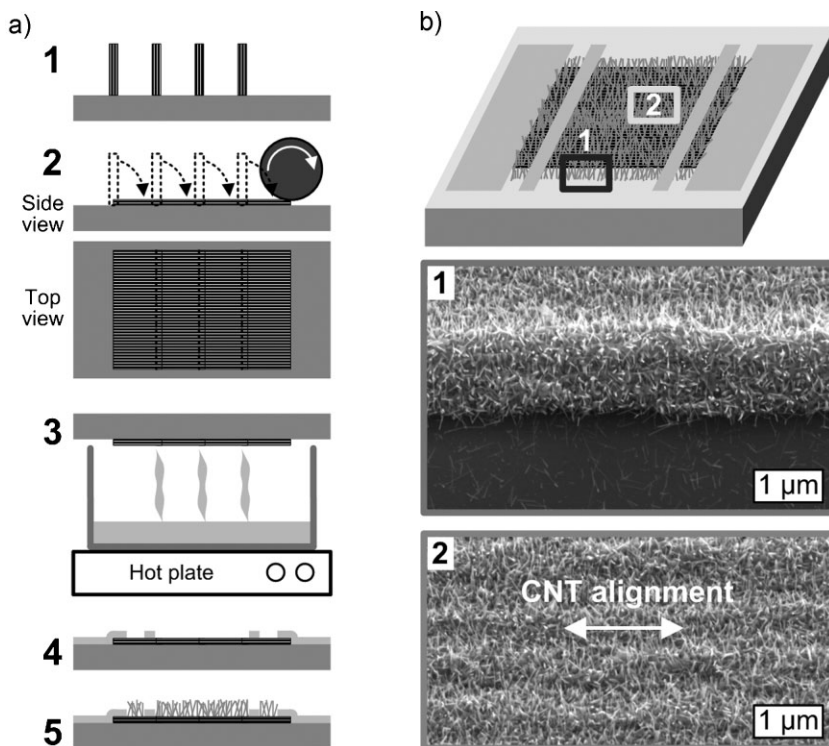 a)
1
2
Side
view
Top
view
3
Hot plate
4
5
b)
2
1
1
1 µm
2
CNT alignment
1 µm